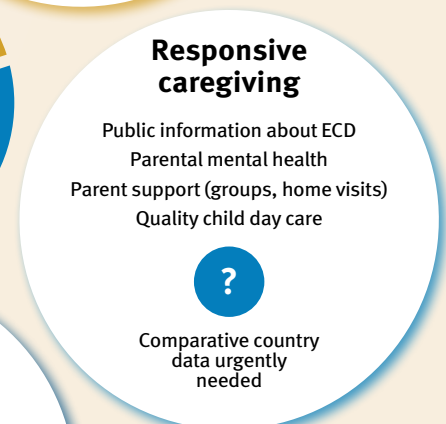 Responsive
caregiving
Public information about ECD
Parental mental health
Parent support (groups, home visits)
Quality child day care
?
Comparative country
data urgently
needed